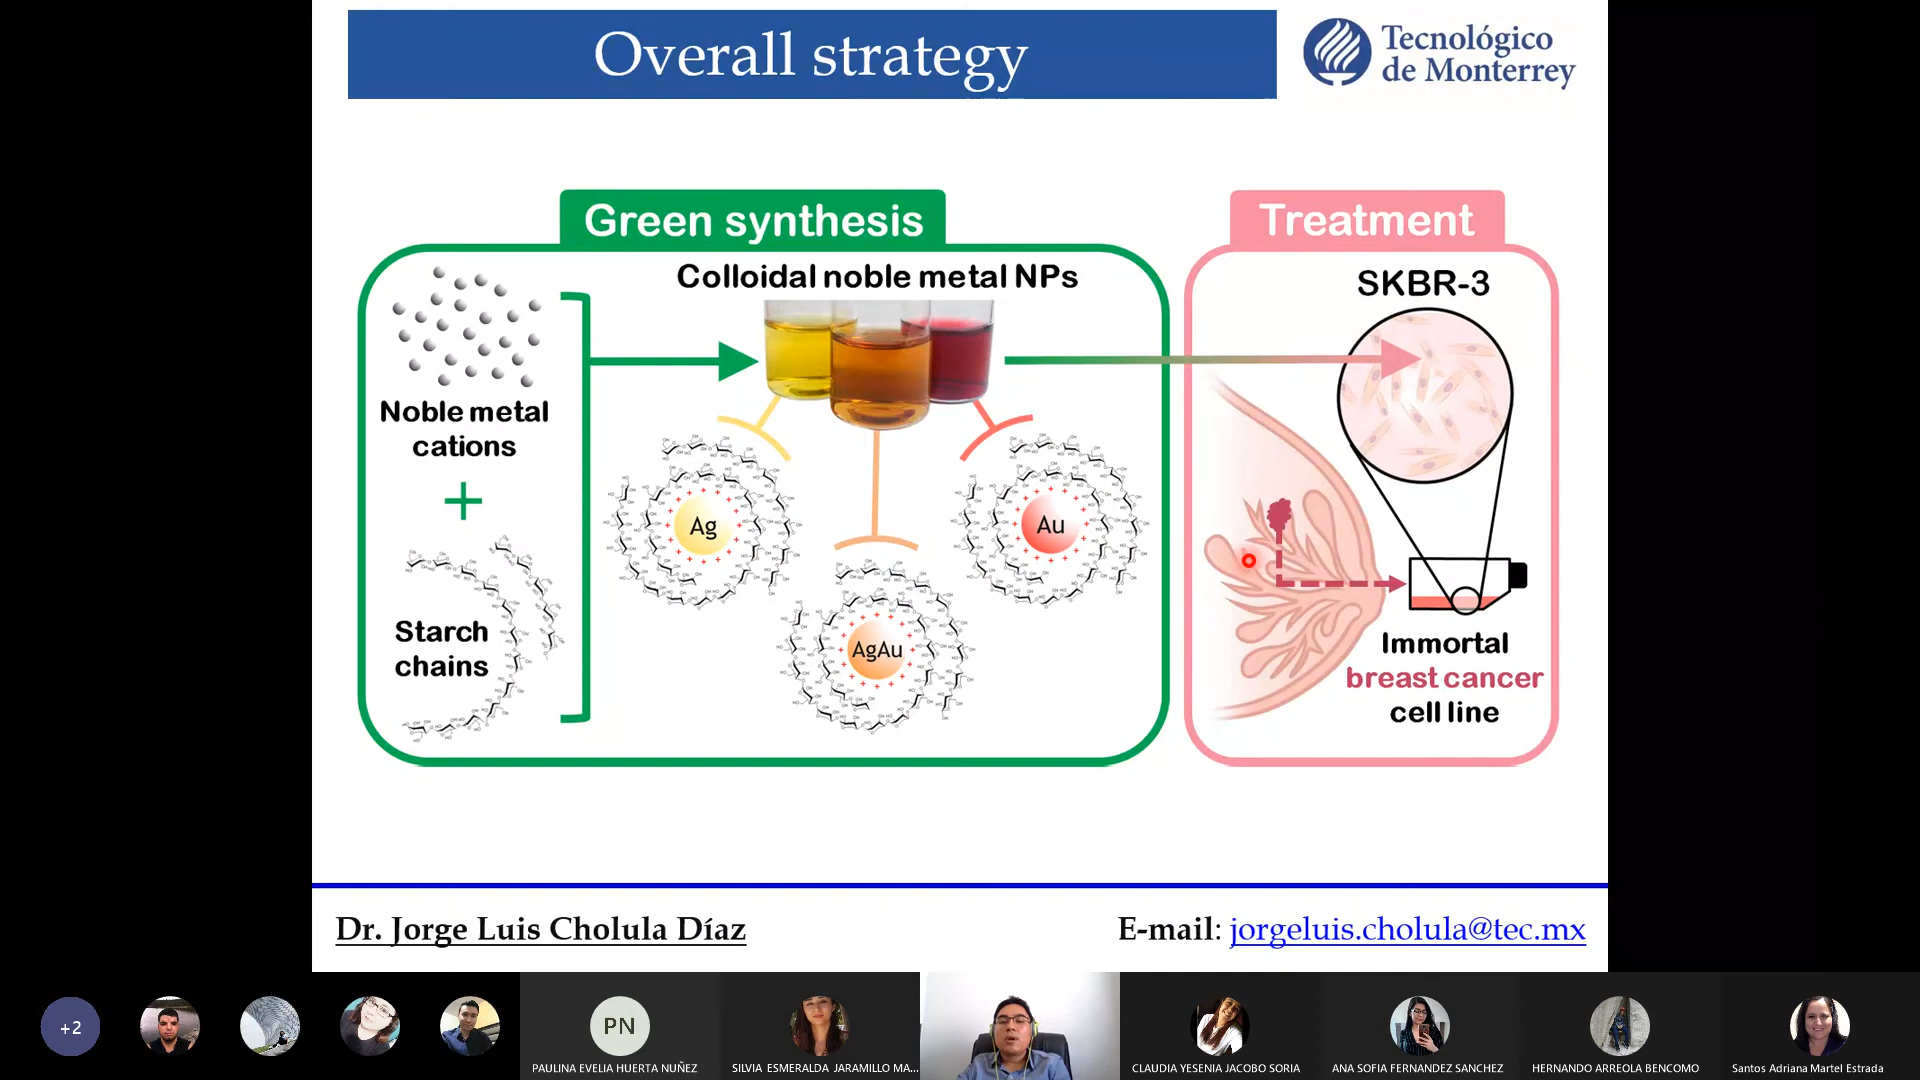 Overall strategy
Tecnológico
de Monterrey
Green synthesis
Treatment
Colloidal noble metal NPs
SKBR-3
Noble metal
cations
+
Starch
chains
Ag
Au
AgAu
Immortal
breast cancer
cell line
Dr. Jorge Luis Cholula Díaz
E-mail: jorgeluis.cholula@tec.mx
+2
PN
PAULINA EVELIA HUERTA NUÑEZ
SILVIA ESMERALDA JARAMILLO MA...
CLAUDIA YESENIA JACOBO SORIA
ANA SOFIA FERNANDEZ SANCHEZ
HERNANDO ARREOLA BENCOMO
Santos Adriana Martel Estrada